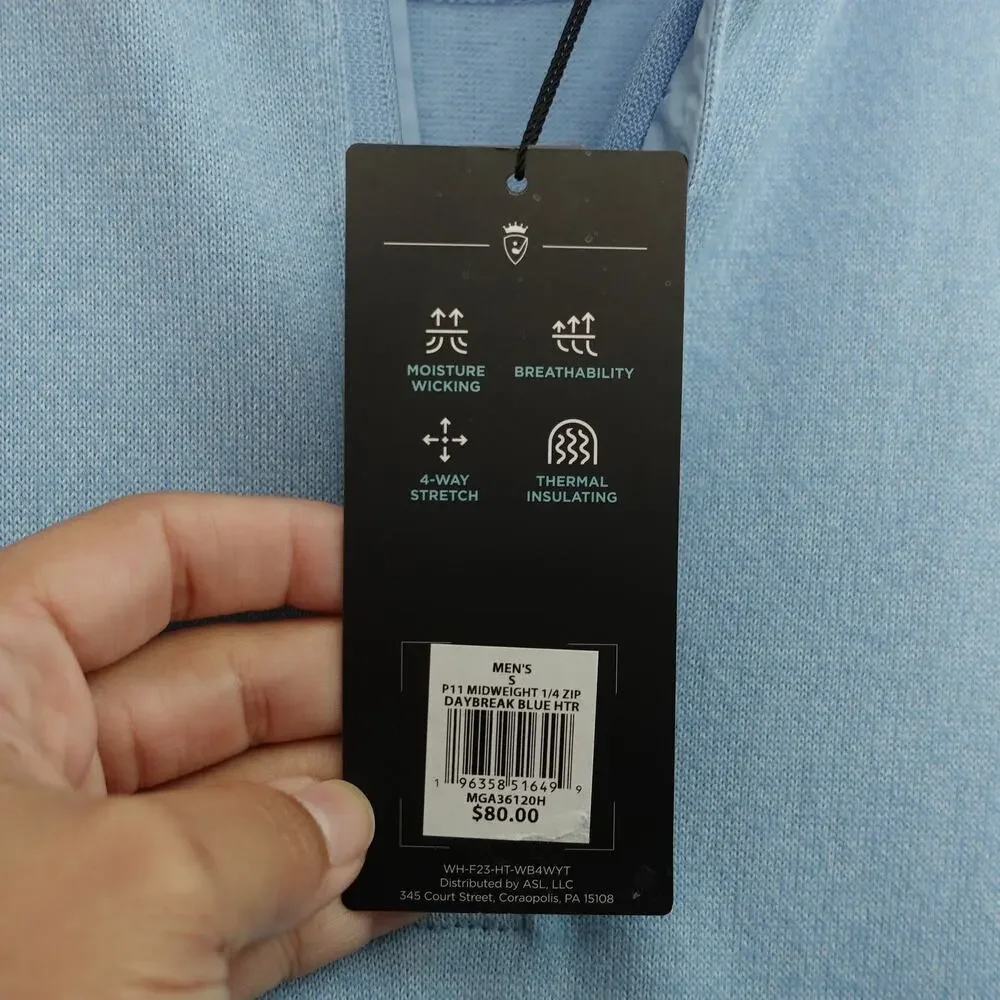 MOISTURE WICKING
BREATHABILITY
4-WAY STRETCH
THERMAL INSULATING
MEN'S
S
P11 MIDWEIGHT 1/4 ZIP
DAYBREAK BLUE HTR
1 96358 51649 9
MGA36120H
$80.00
WH-F23-HT-WB4WYT
Distributed by ASL, LLC
345 Court Street, Coraopolis, PA 15108